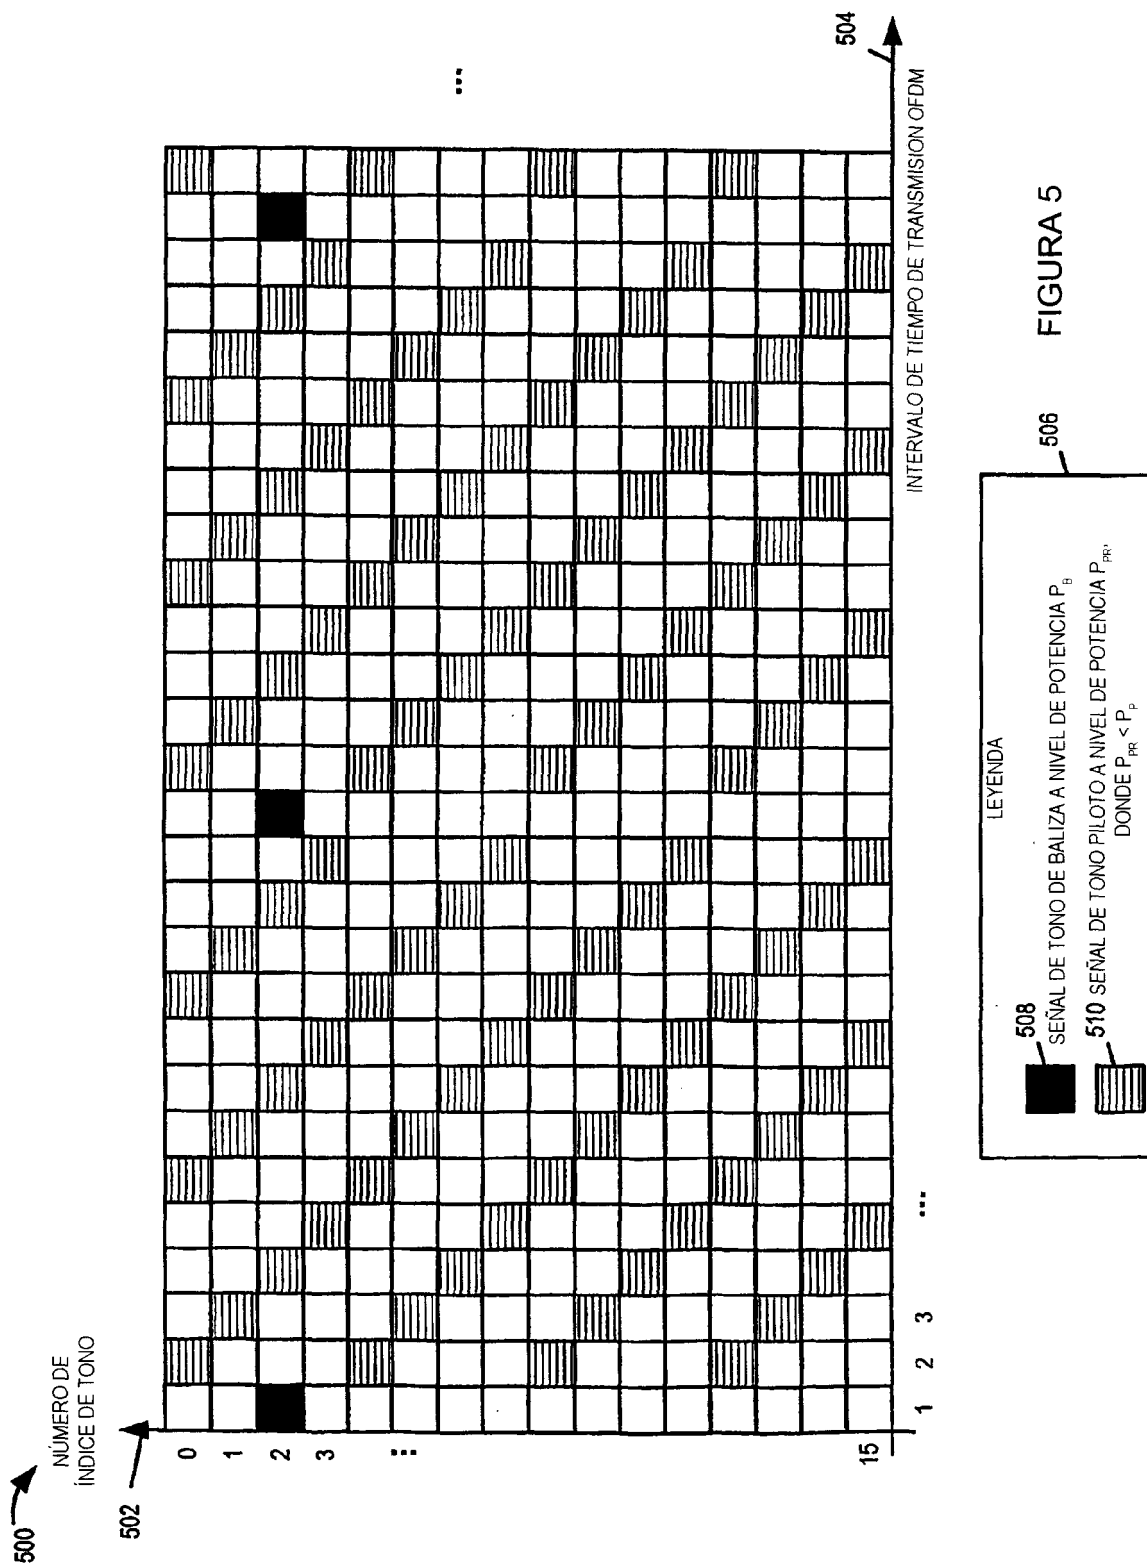 500
NÚMERO DE
ÍNDICE DE TONO
502
0
1
2
3
...
15
1
2
3
...
...
504
INTERVALO DE TIEMPO DE TRANSMISION OFDM
LEYENDA
506
508
SEÑAL DE TONO DE BALIZA A NIVEL DE POTENCIA P_B
510 SEÑAL DE TONO PILOTO A NIVEL DE POTENCIA P_PR,
DONDE P_PR < P_P
FIGURA 5